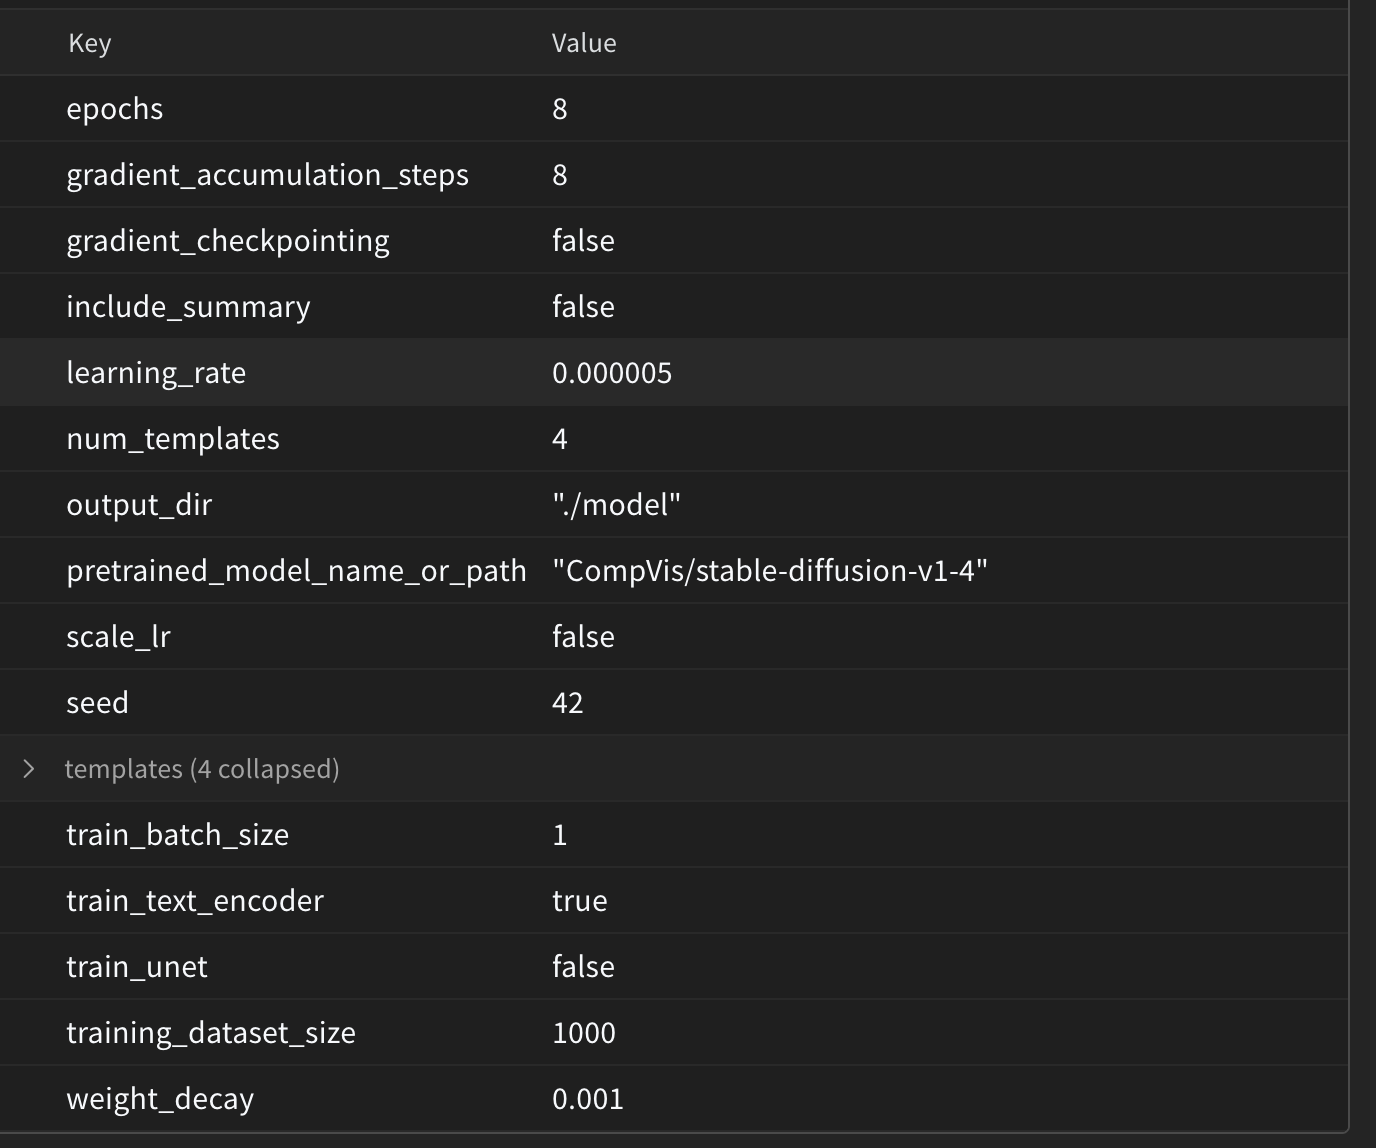 Key Value
epochs 8
gradient_accumulation_steps 8
gradient_checkpointing false
include_summary false
learning_rate 0.000005
num_templates 4
output_dir "./model"
pretrained_model_name_or_path "CompVis/stable-diffusion-v1-4"
scale_lr false
seed 42
templates (4 collapsed)
train_batch_size 1
train_text_encoder true
train_unet false
training_dataset_size 1000
weight_decay 0.001